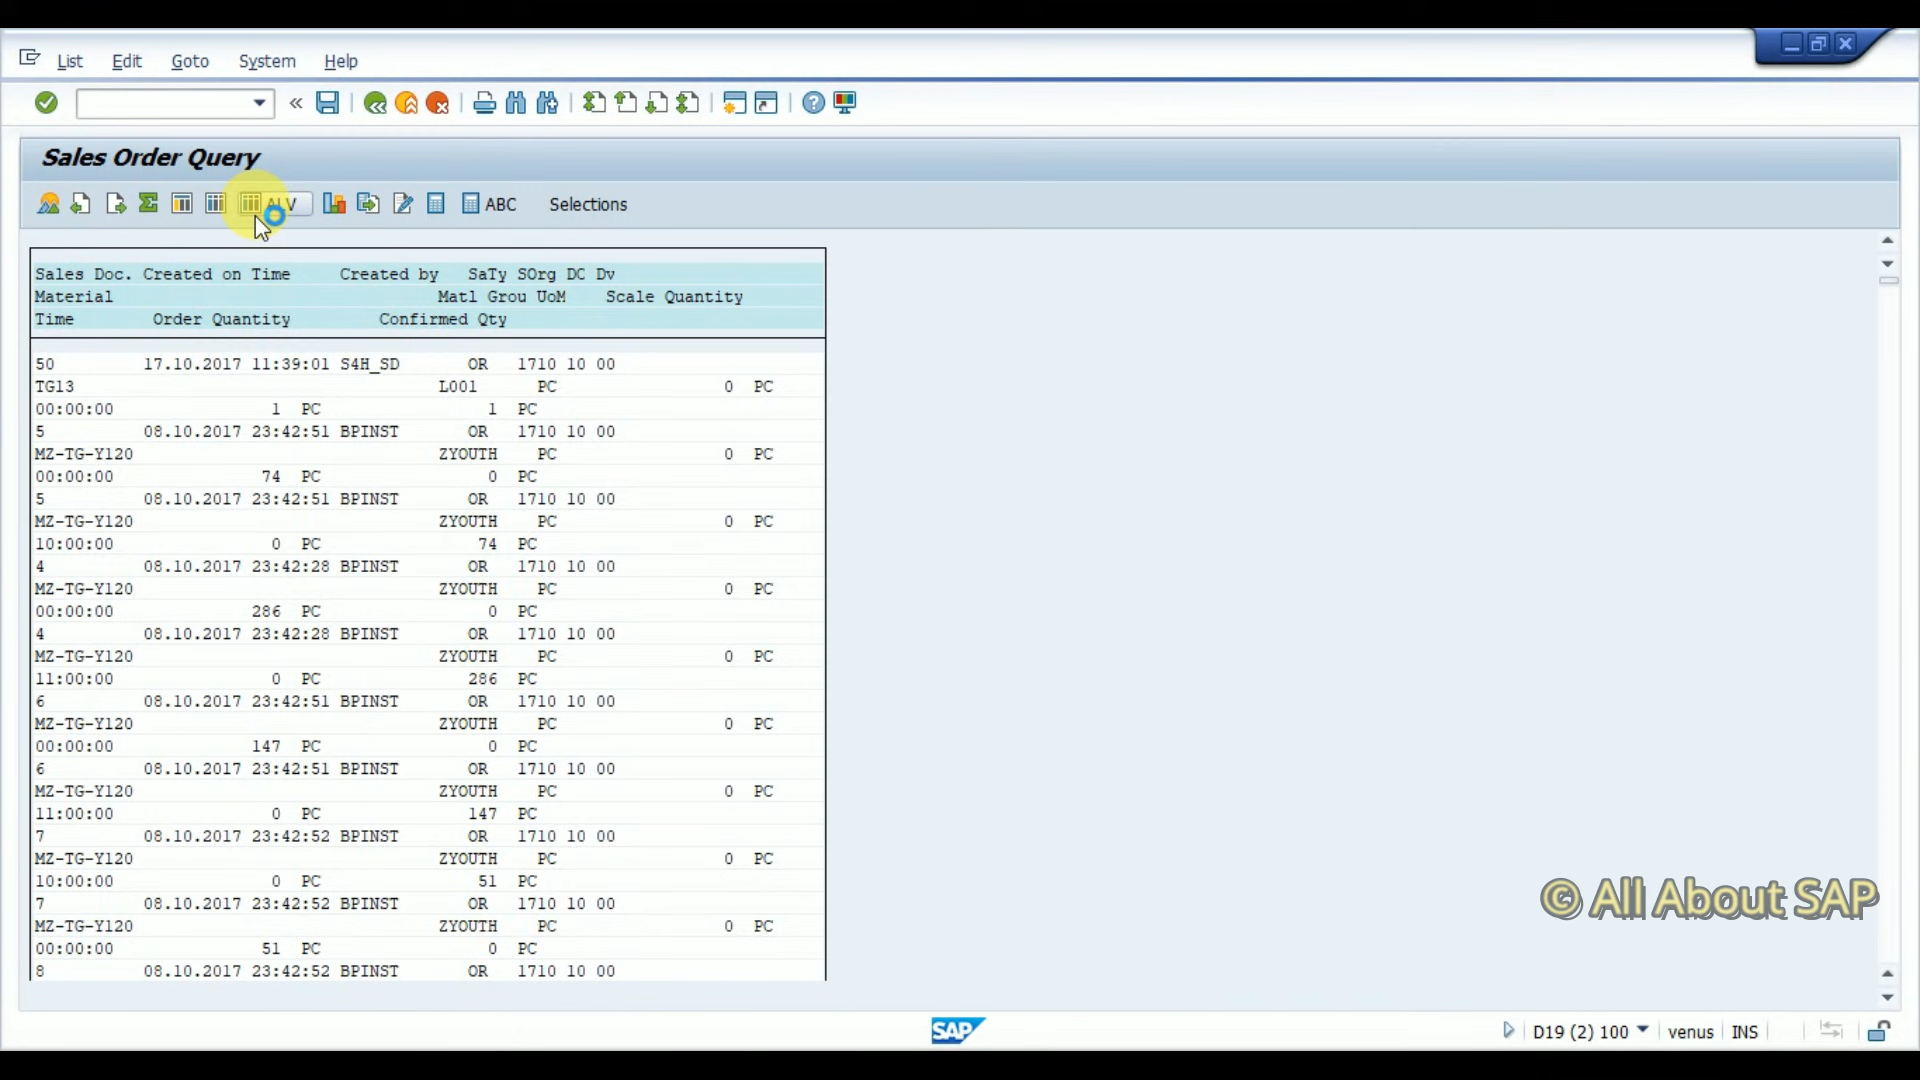 List Edit Goto System Help
Sales Order Query
ALV ABC Selections
Sales Doc. Created on Time Created by SaTy SOrg DC Dv
Material Matl Grou UoM Scale Quantity
Time Order Quantity Confirmed Qty
50 17.10.2017 11:39:01 S4H_SD OR 1710 10 00
TG13 L001 PC 0 PC
00:00:00 1 PC 1 PC
5 08.10.2017 23:42:51 BPINST OR 1710 10 00
MZ-TG-Y120 ZYOUTH PC 0 PC
00:00:00 74 PC 0 PC
5 08.10.2017 23:42:51 BPINST OR 1710 10 00
MZ-TG-Y120 ZYOUTH PC 0 PC
10:00:00 0 PC 74 PC
4 08.10.2017 23:42:28 BPINST OR 1710 10 00
MZ-TG-Y120 ZYOUTH PC 0 PC
00:00:00 286 PC 0 PC
4 08.10.2017 23:42:28 BPINST OR 1710 10 00
MZ-TG-Y120 ZYOUTH PC 0 PC
11:00:00 0 PC 286 PC
6 08.10.2017 23:42:51 BPINST OR 1710 10 00
MZ-TG-Y120 ZYOUTH PC 0 PC
00:00:00 147 PC 0 PC
6 08.10.2017 23:42:51 BPINST OR 1710 10 00
MZ-TG-Y120 ZYOUTH PC 0 PC
11:00:00 0 PC 147 PC
7 08.10.2017 23:42:52 BPINST OR 1710 10 00
MZ-TG-Y120 ZYOUTH PC 0 PC
10:00:00 0 PC 51 PC
7 08.10.2017 23:42:52 BPINST OR 1710 10 00
MZ-TG-Y120 ZYOUTH PC 0 PC
00:00:00 51 PC 0 PC
8 08.10.2017 23:42:52 BPINST OR 1710 10 00
© All About SAP
SAP D19 (2) 100 venus INS